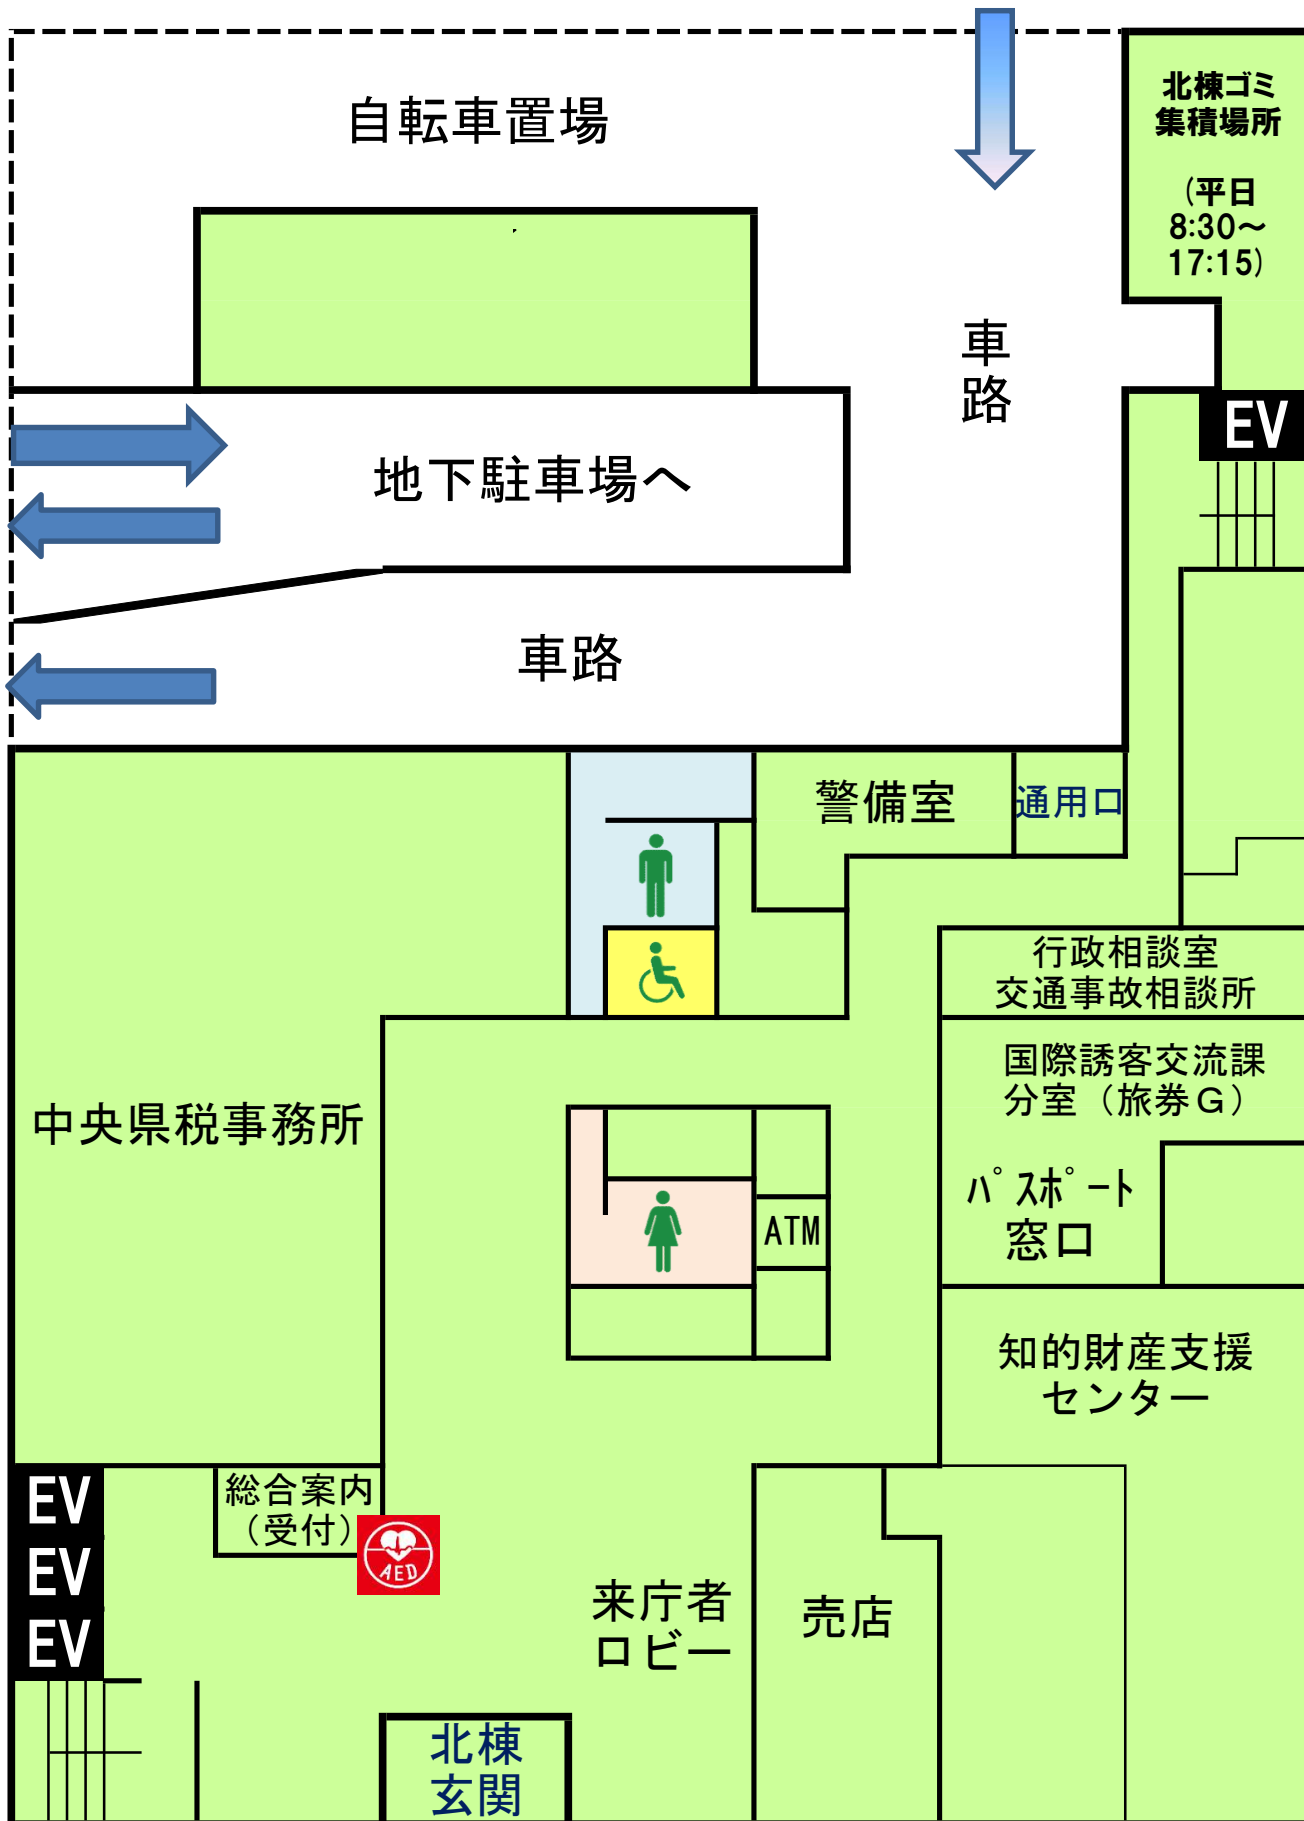 自転車置場
北棟ゴミ
集積場所
(平日
8:30～
17:15)
車路
EV
地下駐車場へ
車路
警備室
通用口
行政相談室
交通事故相談所
国際誘客交流課
分室（旅券Ｇ）
中央県税事務所
ﾊﾟｽﾎﾟｰﾄ
窓口
ATM
知的財産支援
センター
EV
EV
EV
総合案内
（受付）
AED
来庁者
ロビー
売店
北棟
玄関